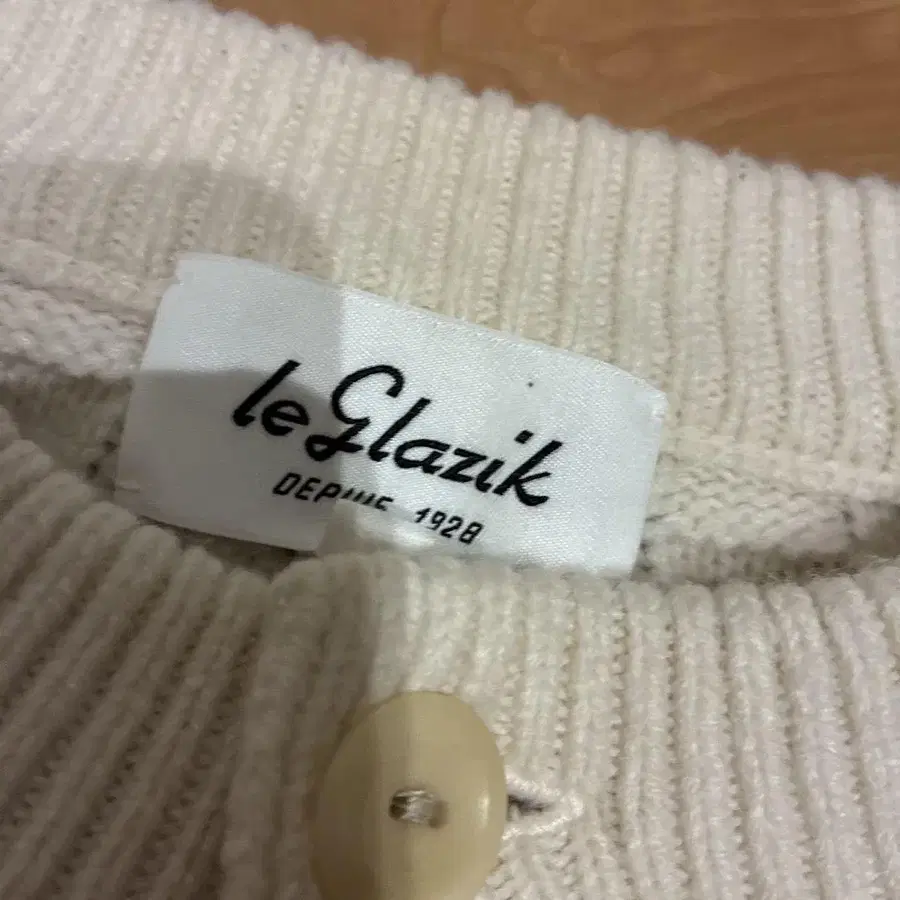 le Glazik
DEPUIS 1928